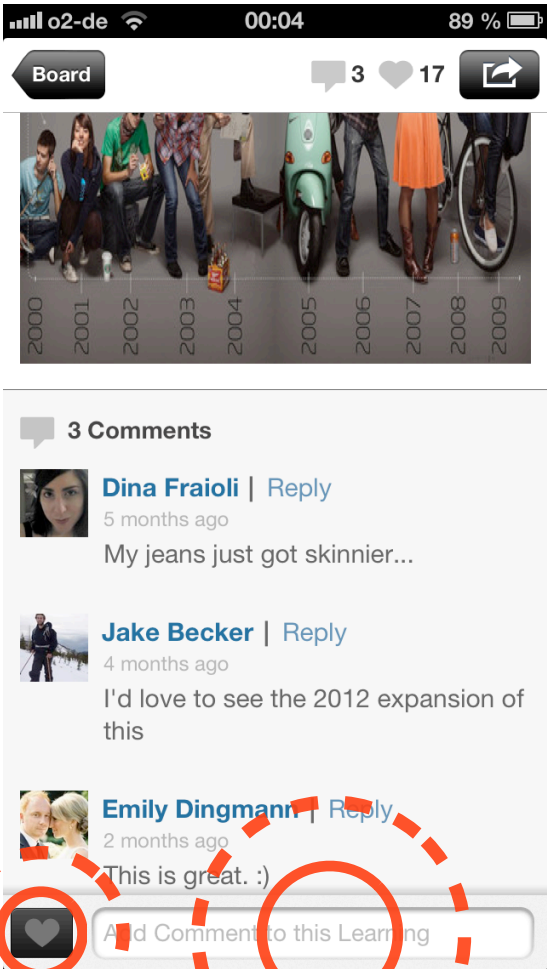 o2-de 00:04 89 %
Board 3 17
2000 2001 2002 2003 2004 2005 2006 2007 2008 2009
3 Comments
Dina Fraioli | Reply
5 months ago
My jeans just got skinnier...
Jake Becker | Reply
4 months ago
I'd love to see the 2012 expansion of
this
Emily Dingmann | Reply
2 months ago
This is great. :)
Add Comment to this Learning